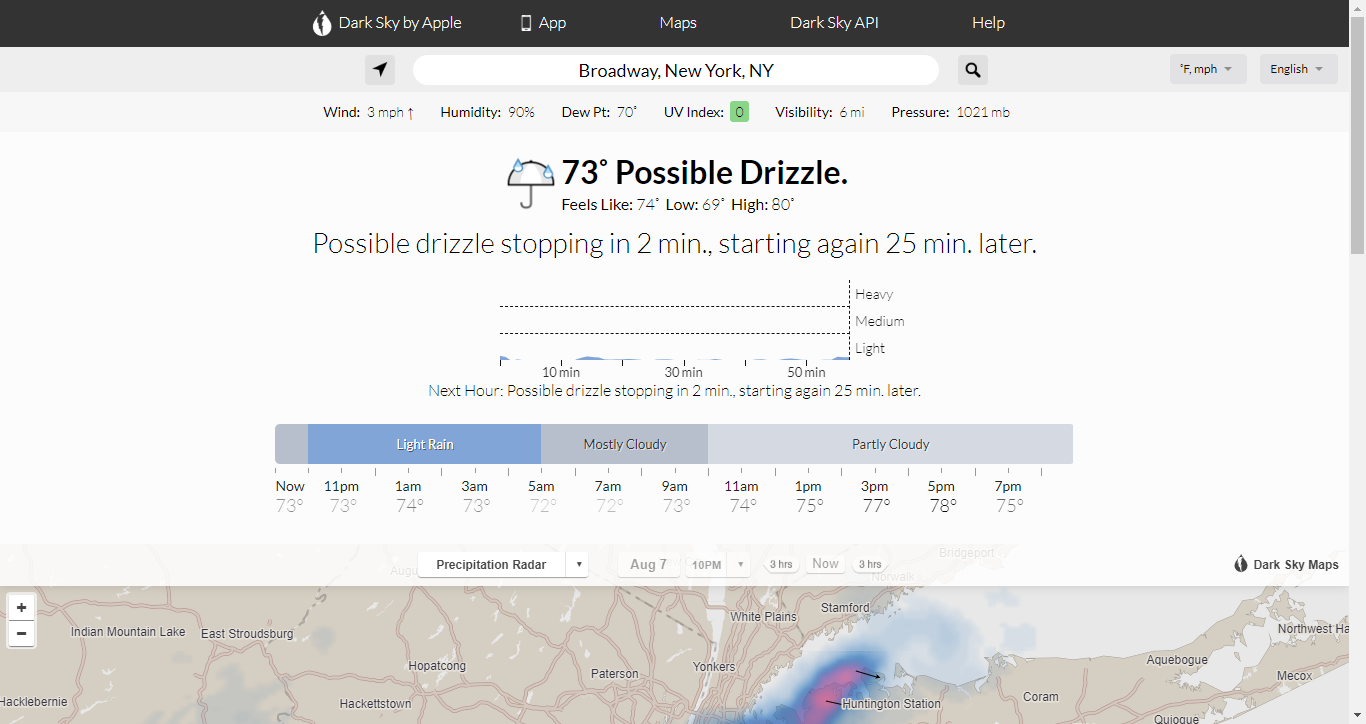 Dark Sky by Apple App Maps Dark Sky API Help
Broadway, New York, NY ˚F, mph English
Wind: 3 mph ↑ Humidity: 90% Dew Pt: 70˚ UV Index: 0 Visibility: 6 mi Pressure: 1021 mb
73˚ Possible Drizzle.
Feels Like: 74˚ Low: 69˚ High: 80˚
Possible drizzle stopping in 2 min., starting again 25 min. later.
Heavy
Medium
Light
10 min 30 min 50 min
Next Hour: Possible drizzle stopping in 2 min., starting again 25 min. later.
Light Rain Mostly Cloudy Partly Cloudy
Now 11pm 1am 3am 5am 7am 9am 11am 1pm 3pm 5pm 7pm
73° 73° 74° 73° 72° 72° 73° 74° 75° 77° 78° 75°
Bridgeport
Precipitation Radar Aug 7 10PM 3 hrs Now 3 hrs Dark Sky Maps
Norwalk
+
Stamford
White Plains
−
Indian Mountain Lake East Stroudsburg Northwest Ha
Hopatcong Paterson Yonkers Aquebogue
Mecox
Hacklebernie Hackettstown Huntington Station Coram
Quiogue